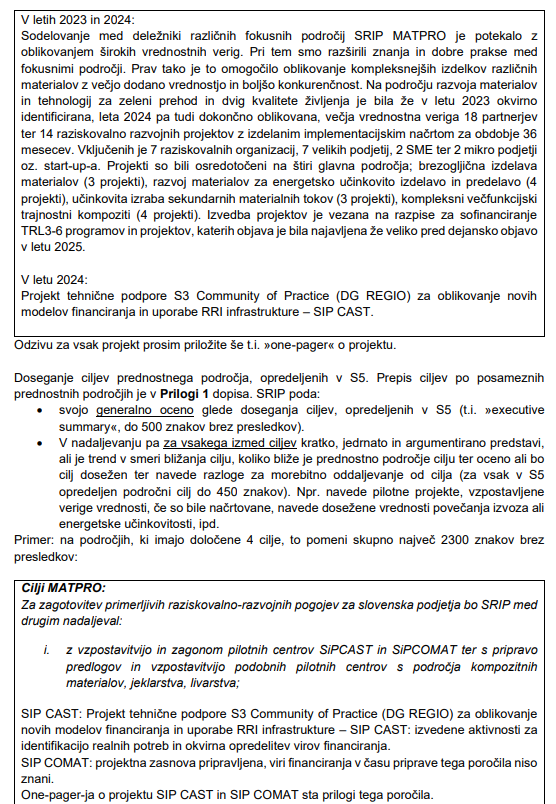 V letih 2023 in 2024:
Sodelovanje med deležniki različnih fokusnih področij SRIP MATPRO je potekalo z
oblikovanjem širokih vrednostnih verig. Pri tem smo razširili znanja in dobre prakse med
fokusnimi področji. Prav tako je to omogočilo oblikovanje kompleksnejših izdelkov različnih
materialov z večjo dodano vrednostjo in boljšo konkurenčnost. Na področju razvoja materialov
in tehnologij za zeleni prehod in dvig kvalitete življenja je bila že v letu 2023 okvirno
identificirana, leta 2024 pa tudi dokončno oblikovana, večja vrednostna veriga 18 partnerjev
ter 14 raziskovalno razvojnih projektov z izdelanim implementacijskim načrtom za obdobje 36
mesecev. Vključenih je 7 raziskovalnih organizacij, 7 velikih podjetij, 2 SME ter 2 mikro podjetji
oz. start-up-a. Projekti so bili osredotočeni na štiri glavna področja; brezogljična izdelava
materialov (3 projekti), razvoj materialov za energetsko učinkovito izdelavo in predelavo (4
projekti), učinkovita izraba sekundarnih materialnih tokov (3 projekti), kompleksni večfunkcijski
trajnostni kompoziti (4 projekti). Izvedba projektov je vezana na razpise za sofinanciranje
TRL3-6 programov in projektov, katerih objava je bila najavljena že veliko pred dejansko objavo
v letu 2025.
V letu 2024:
Projekt tehnične podpore S3 Community of Practice (DG REGIO) za oblikovanje novih
modelov financiranja in uporabe RRI infrastrukture – SIP CAST.
Odzivu za vsak projekt prosim priložite še t.i. »one-pager« o projektu.
Doseganje ciljev prednostnega področja, opredeljenih v S5. Prepis ciljev po posameznih
prednostnih področjih je v Prilogi 1 dopisa. SRIP poda:
• svojo generalno oceno glede doseganja ciljev, opredeljenih v S5 (t.i. »executive
summary«, do 500 znakov brez presledkov).
• V nadaljevanju pa za vsakega izmed ciljev kratko, jedrnato in argumentirano predstavi,
ali je trend v smeri bližanja cilju, koliko bliže je prednostno področje cilju ter oceno ali bo
cilj dosežen ter navede razloge za morebitno oddaljevanje od cilja (za vsak v S5
opredeljen področni cilj do 450 znakov). Npr. navede pilotne projekte, vzpostavljene
verige vrednosti, če so bile načrtovane, navede dosežene vrednosti povečanja izvoza ali
energetske učinkovitosti, ipd.
Primer: na področjih, ki imajo določene 4 cilje, to pomeni skupno največ 2300 znakov brez
presledkov:
Cilji MATPRO:
Za zagotovitev primerljivih raziskovalno-razvojnih pogojev za slovenska podjetja bo SRIP med
drugim nadaljeval:
i. z vzpostavitvijo in zagonom pilotnih centrov SiPCAST in SiPCOMAT ter s pripravo
predlogov in vzpostavitvijo podobnih pilotnih centrov s področja kompozitnih
materialov, jeklarstva, livarstva;
SIP CAST: Projekt tehnične podpore S3 Community of Practice (DG REGIO) za oblikovanje
novih modelov financiranja in uporabe RRI infrastrukture – SIP CAST: izvedene aktivnosti za
identifikacijo realnih potreb in okvirna opredelitev virov financiranja.
SIP COMAT: projektna zasnova pripravljena, viri financiranja v času priprave tega poročila niso
znani.
One-pager-ja o projektu SIP CAST in SIP COMAT sta prilogi tega poročila.